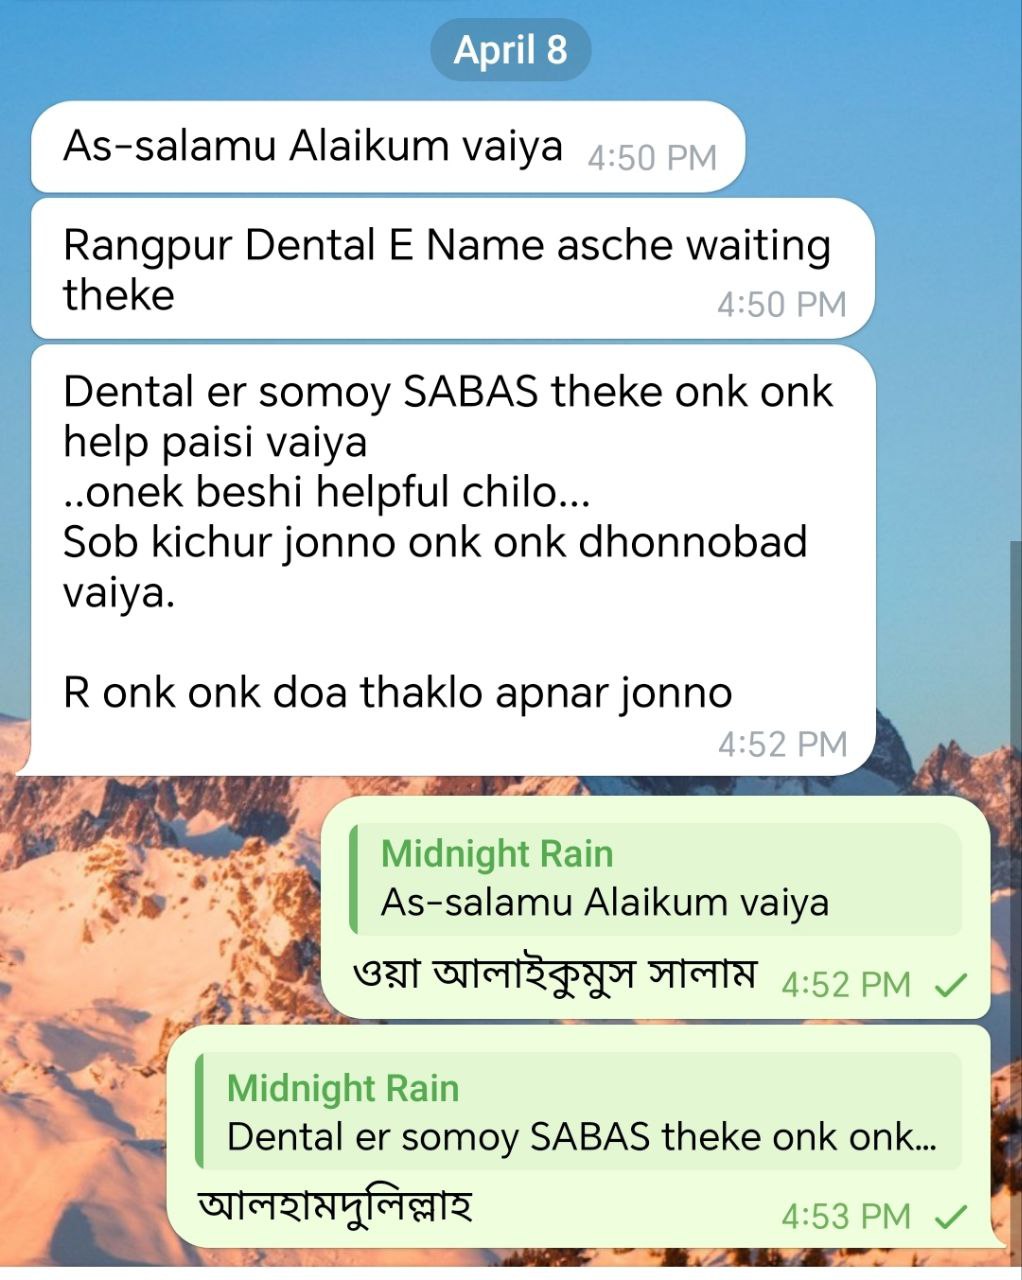 April 8
As-salamu Alaikum vaiya 4:50 PM
Rangpur Dental E Name asche waiting
theke 4:50 PM
Dental er somoy SABAS theke onk onk
help paisi vaiya
..onek beshi helpful chilo...
Sob kichur jonno onk onk dhonnobad
vaiya.
R onk onk doa thaklo apnar jonno
4:52 PM
Midnight Rain
As-salamu Alaikum vaiya
ওয়া আলাইকুমুস সালাম 4:52 PM
Midnight Rain
Dental er somoy SABAS theke onk onk...
আলহামদুলিল্লাহ 4:53 PM